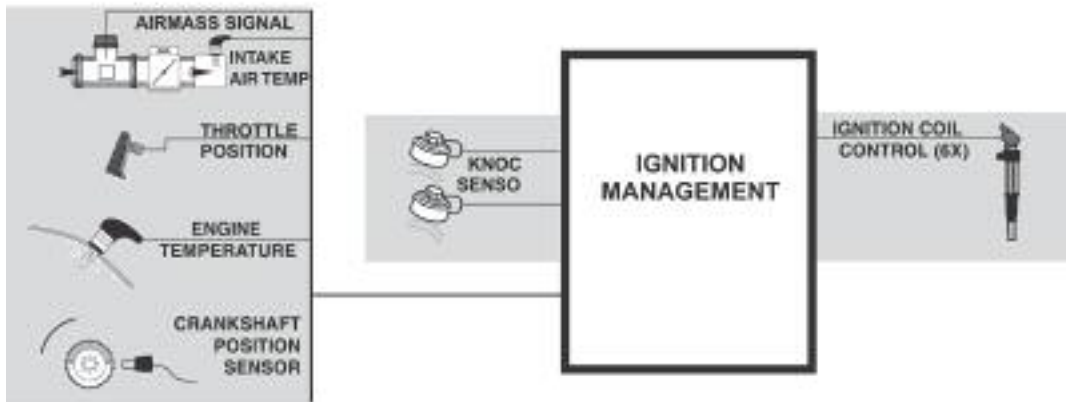 AIRMASS SIGNAL
INTAKE
AIR TEMP
THROTTLE
POSITION
ENGINE
TEMPERATURE
CRANKSHAFT
POSITION
SENSOR
KNOC
SENSO
IGNITION
MANAGEMENT
IGNITION COIL
CONTROL (6X)